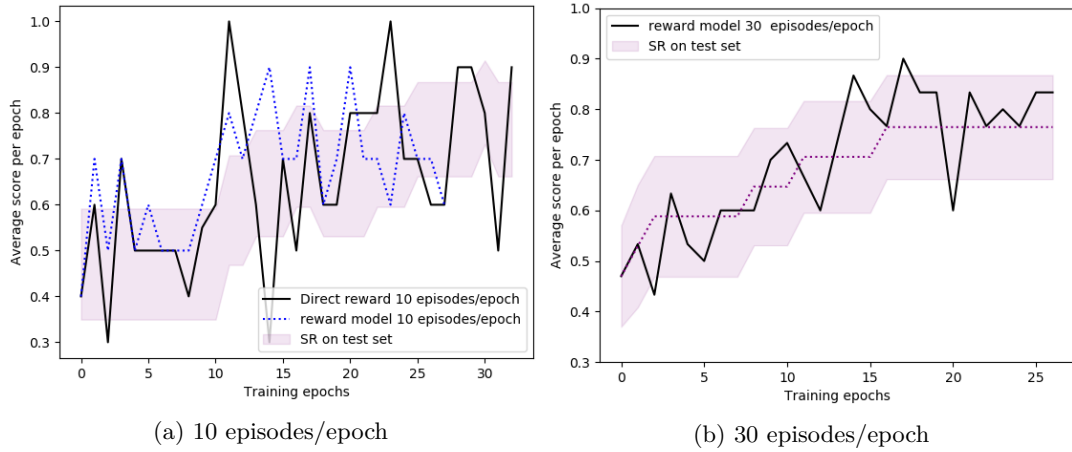 1.0
0.9
0.8
0.7
0.6
0.5
0.4
0.3
Average score per epoch
0 5 10 15 20 25 30
Training epochs
Direct reward 10 episodes/epoch
reward model 10 episodes/epoch
SR on test set
(a) 10 episodes/epoch
1.0
0.9
0.8
0.7
0.6
0.5
0.4
0.3
Average score per epoch
reward model 30 episodes/epoch
SR on test set
0 5 10 15 20 25
Training epochs
(b) 30 episodes/epoch